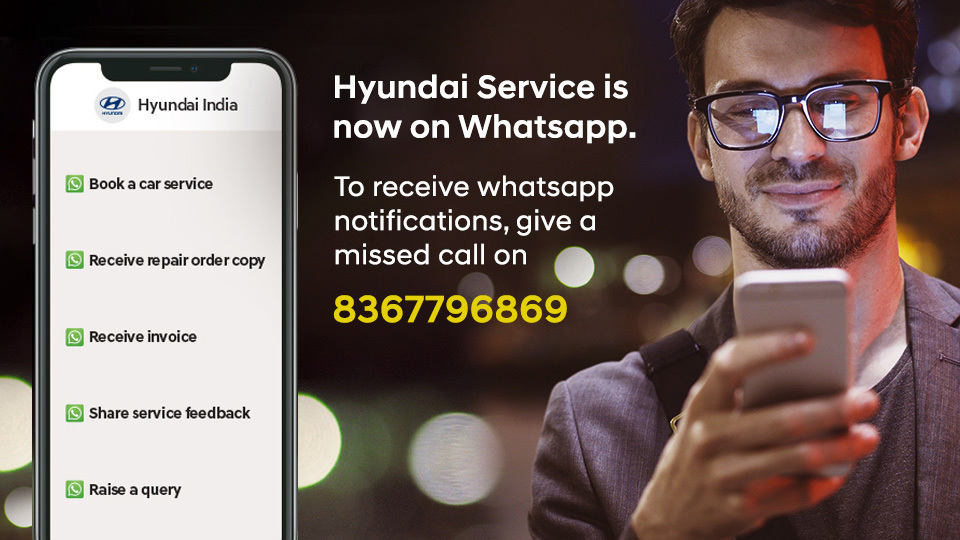 HYUNDAI
Hyundai India
Book a car service
Receive repair order copy
Receive invoice
Share service feedback
Raise a query
Hyundai Service is
now on Whatsapp.
To receive whatsapp
notifications, give a
missed call on
8367796869